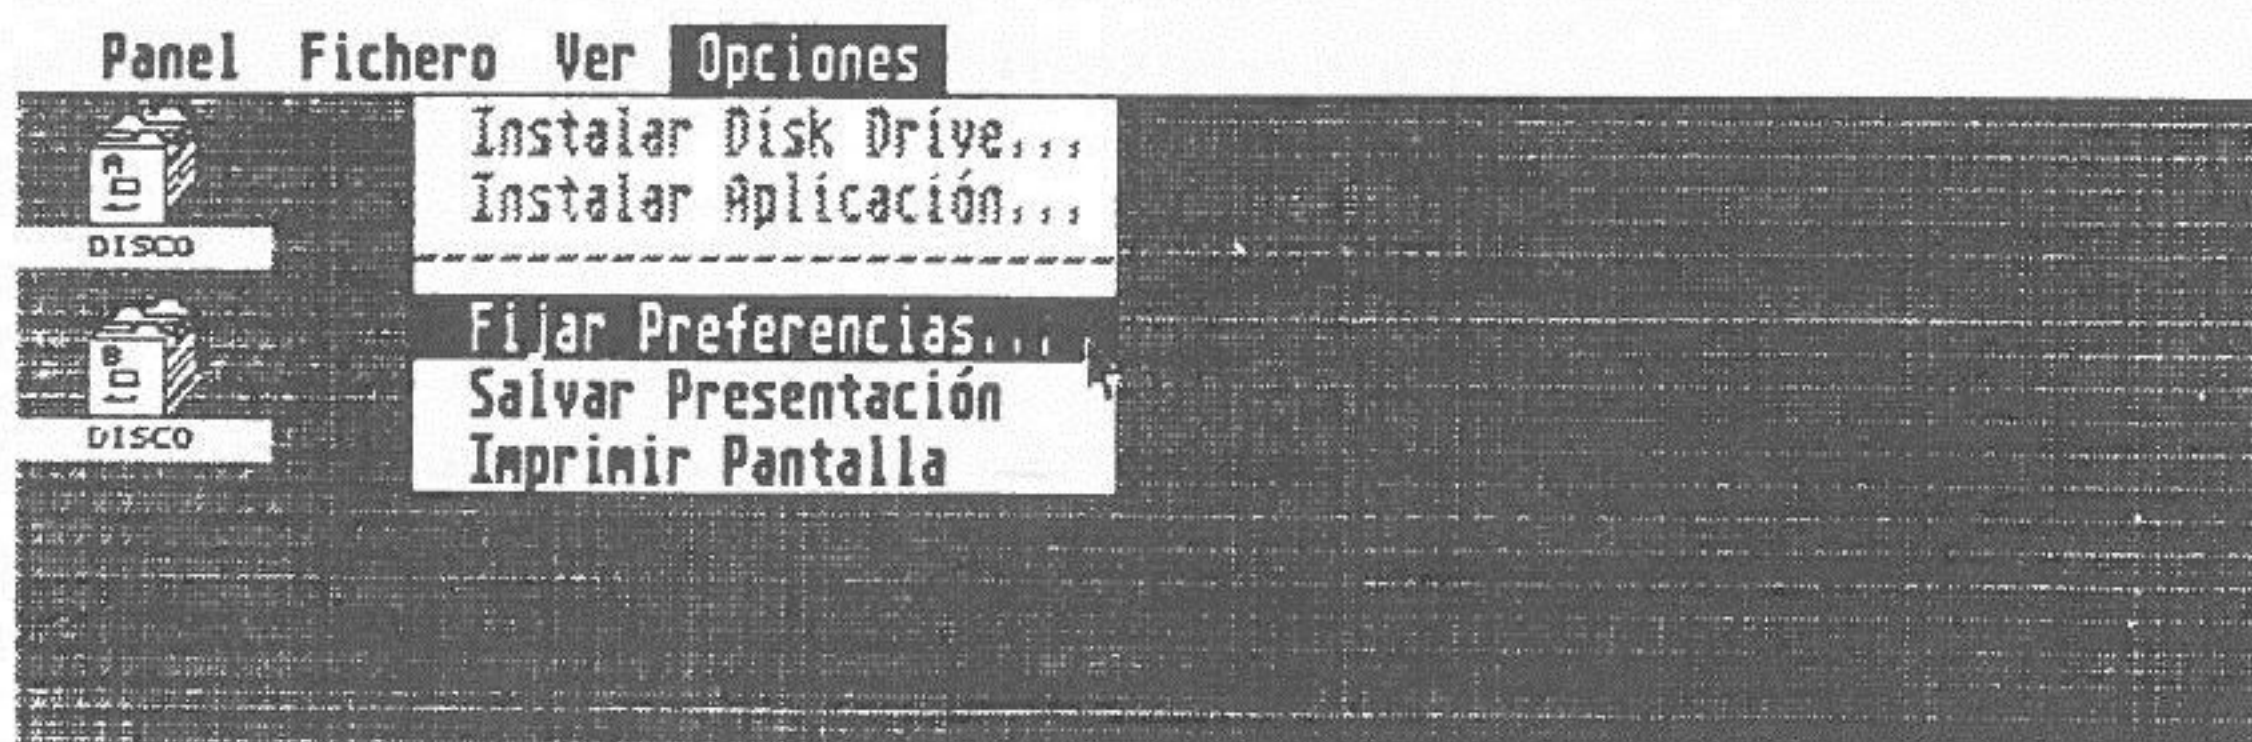 Panel Fichero Ver Opciones
Instalar Disk Drive...
Instalar Aplicación...
Fijar Preferencias...
Salvar Presentación
Imprimir Pantalla
A
DISCO
B
DISCO